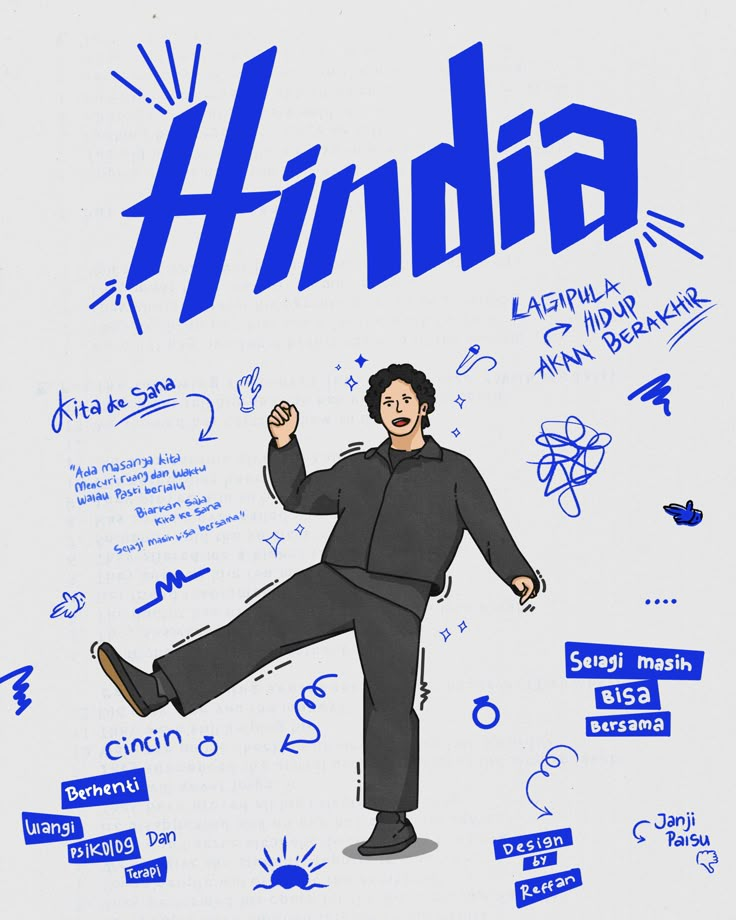 Hindia
LAGIPULA
HIDUP
AKAN BERAKHIR
Kita ke Sana
"Ada masanya kita
Mencuri ruang dan waktu
walau Pasti berlalu
Biarkan saja
Kita ke Sana
Selagi masih bisa bersama"
Selagi masih
Bisa
Bersama
Cincin
Berhenti
Ulangi
PSIKOlOg Dan
Terapi
Design
by
Reffan
Janji
Palsu